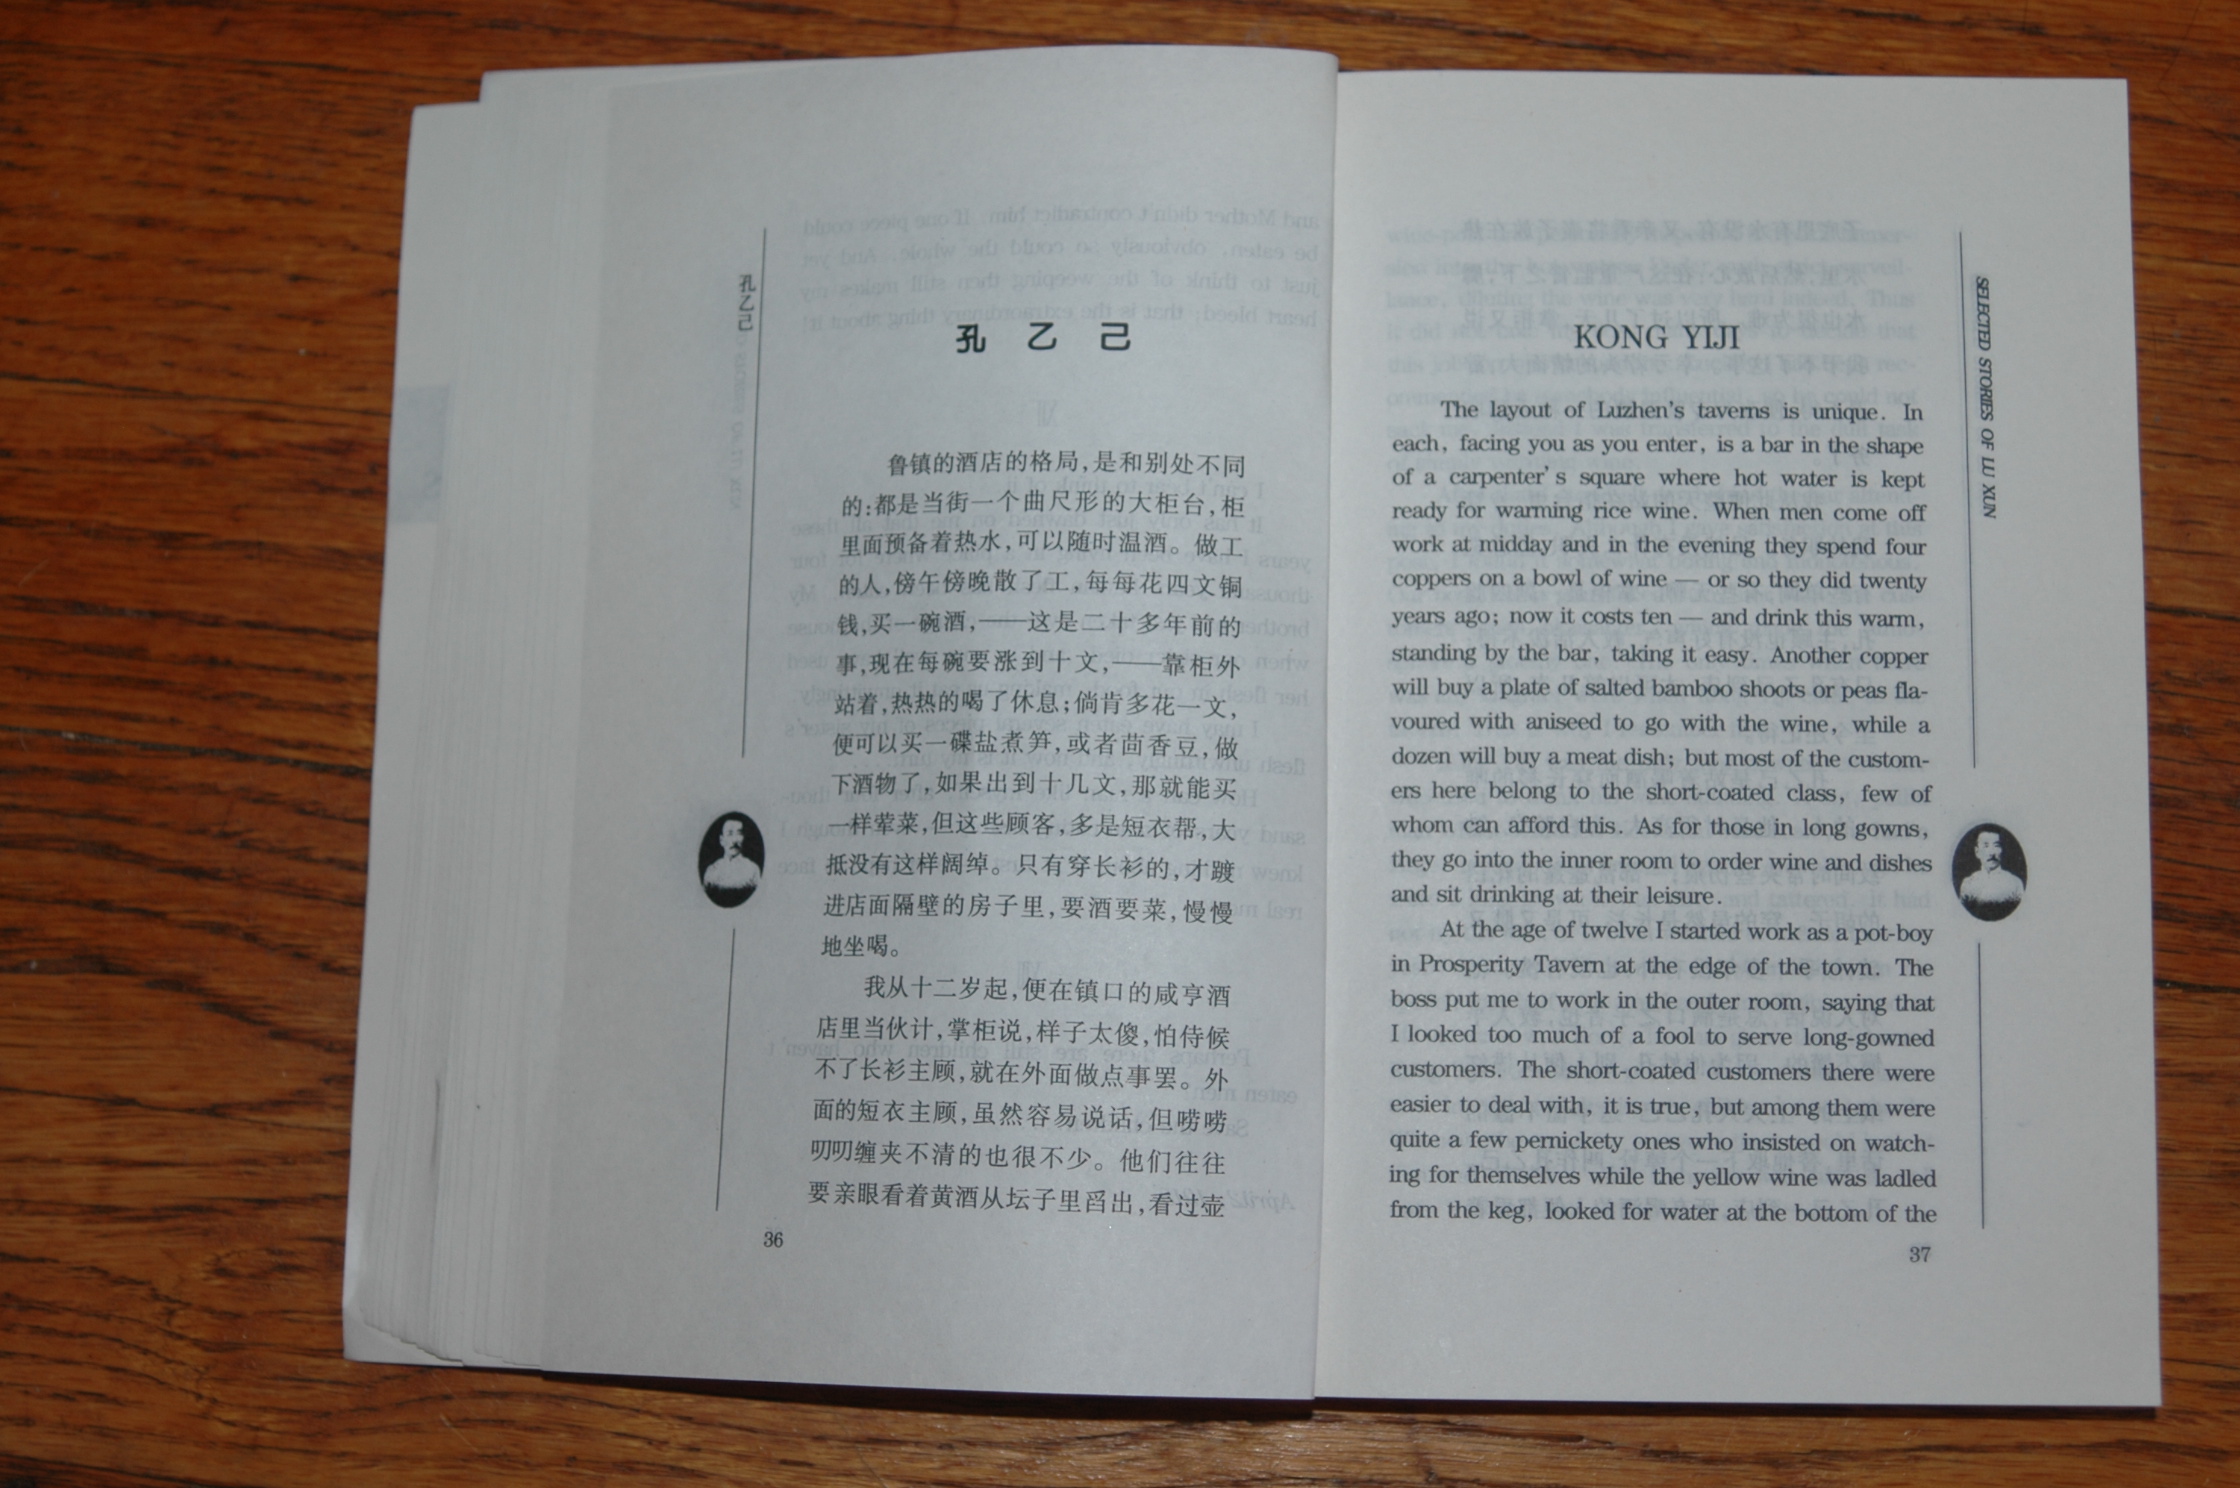 孔乙己
孔 乙 己
鲁镇的酒店的格局,是和别处不同
的:都是当街一个曲尺形的大柜台,柜
里面预备着热水,可以随时温酒。做工
的人,傍午傍晚散了工,每每花四文铜
钱,买一碗酒,——这是二十多年前的
事,现在每碗要涨到十文,——靠柜外
站着,热热的喝了休息;倘肯多花一文,
便可以买一碟盐煮笋,或者茴香豆,做
下酒物了,如果出到十几文,那就能买
一样荤菜,但这些顾客,多是短衣帮,大
抵没有这样阔绰。只有穿长衫的,才踱
进店面隔壁的房子里,要酒要菜,慢慢
地坐喝。
我从十二岁起,便在镇口的咸亨酒
店里当伙计,掌柜说,样子太傻,怕侍候
不了长衫主顾,就在外面做点事罢。外
面的短衣主顾,虽然容易说话,但唠唠
叨叨缠夹不清的也很不少。他们往往
要亲眼看着黄酒从坛子里舀出,看过壶
36
SELECTED STORIES OF LU XUN
KONG YIJI
The layout of Luzhen's taverns is unique. In
each, facing you as you enter, is a bar in the shape
of a carpenter's square where hot water is kept
ready for warming rice wine. When men come off
work at midday and in the evening they spend four
coppers on a bowl of wine — or so they did twenty
years ago; now it costs ten — and drink this warm,
standing by the bar, taking it easy. Another copper
will buy a plate of salted bamboo shoots or peas fla-
voured with aniseed to go with the wine, while a
dozen will buy a meat dish; but most of the custom-
ers here belong to the short-coated class, few of
whom can afford this. As for those in long gowns,
they go into the inner room to order wine and dishes
and sit drinking at their leisure.
At the age of twelve I started work as a pot-boy
in Prosperity Tavern at the edge of the town. The
boss put me to work in the outer room, saying that
I looked too much of a fool to serve long-gowned
customers. The short-coated customers there were
easier to deal with, it is true, but among them were
quite a few pernickety ones who insisted on watch-
ing for themselves while the yellow wine was ladled
from the keg, looked for water at the bottom of the
37